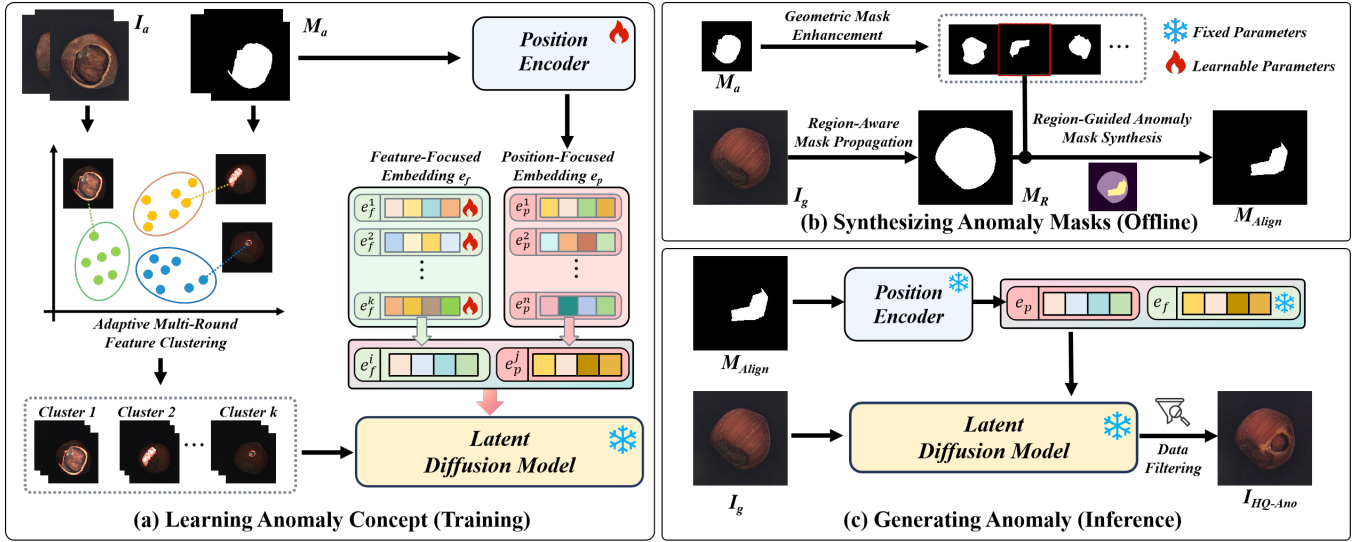 I_a
M_a
Position
Encoder
Feature-Focused
Embedding e_f
Position-Focused
Embedding e_p
e_f^1
e_p^1
e_f^2
e_p^2
⋮
⋮
e_f^k
e_p^n
Adaptive Multi-Round
Feature Clustering
e_f^i
e_p^j
Cluster 1
Cluster 2
Cluster k
...
Latent
Diffusion Model
(a) Learning Anomaly Concept (Training)
M_a
Geometric Mask
Enhancement
...
Fixed Parameters
Learnable Parameters
I_g
Region-Aware
Mask Propagation
M_R
Region-Guided Anomaly
Mask Synthesis
M_Align
(b) Synthesizing Anomaly Masks (Offline)
M_Align
Position
Encoder
e_p
e_f
I_g
Latent
Diffusion Model
Data
Filtering
I_HQ-Ano
(c) Generating Anomaly (Inference)